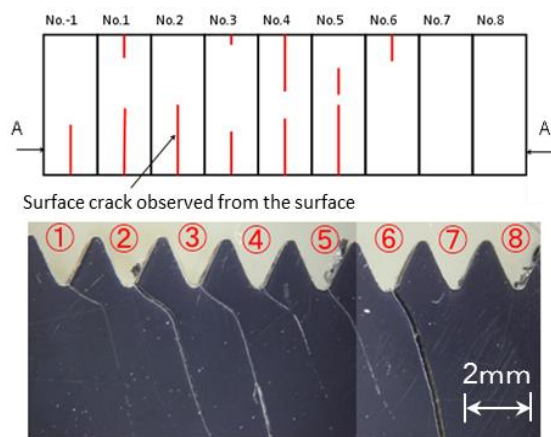 No.-1 No.1 No.2 No.3 No.4 No.5 No.6 No.7 No.8
A A
Surface crack observed from the surface
① ② ③ ④ ⑤ ⑥ ⑦ ⑧
2mm